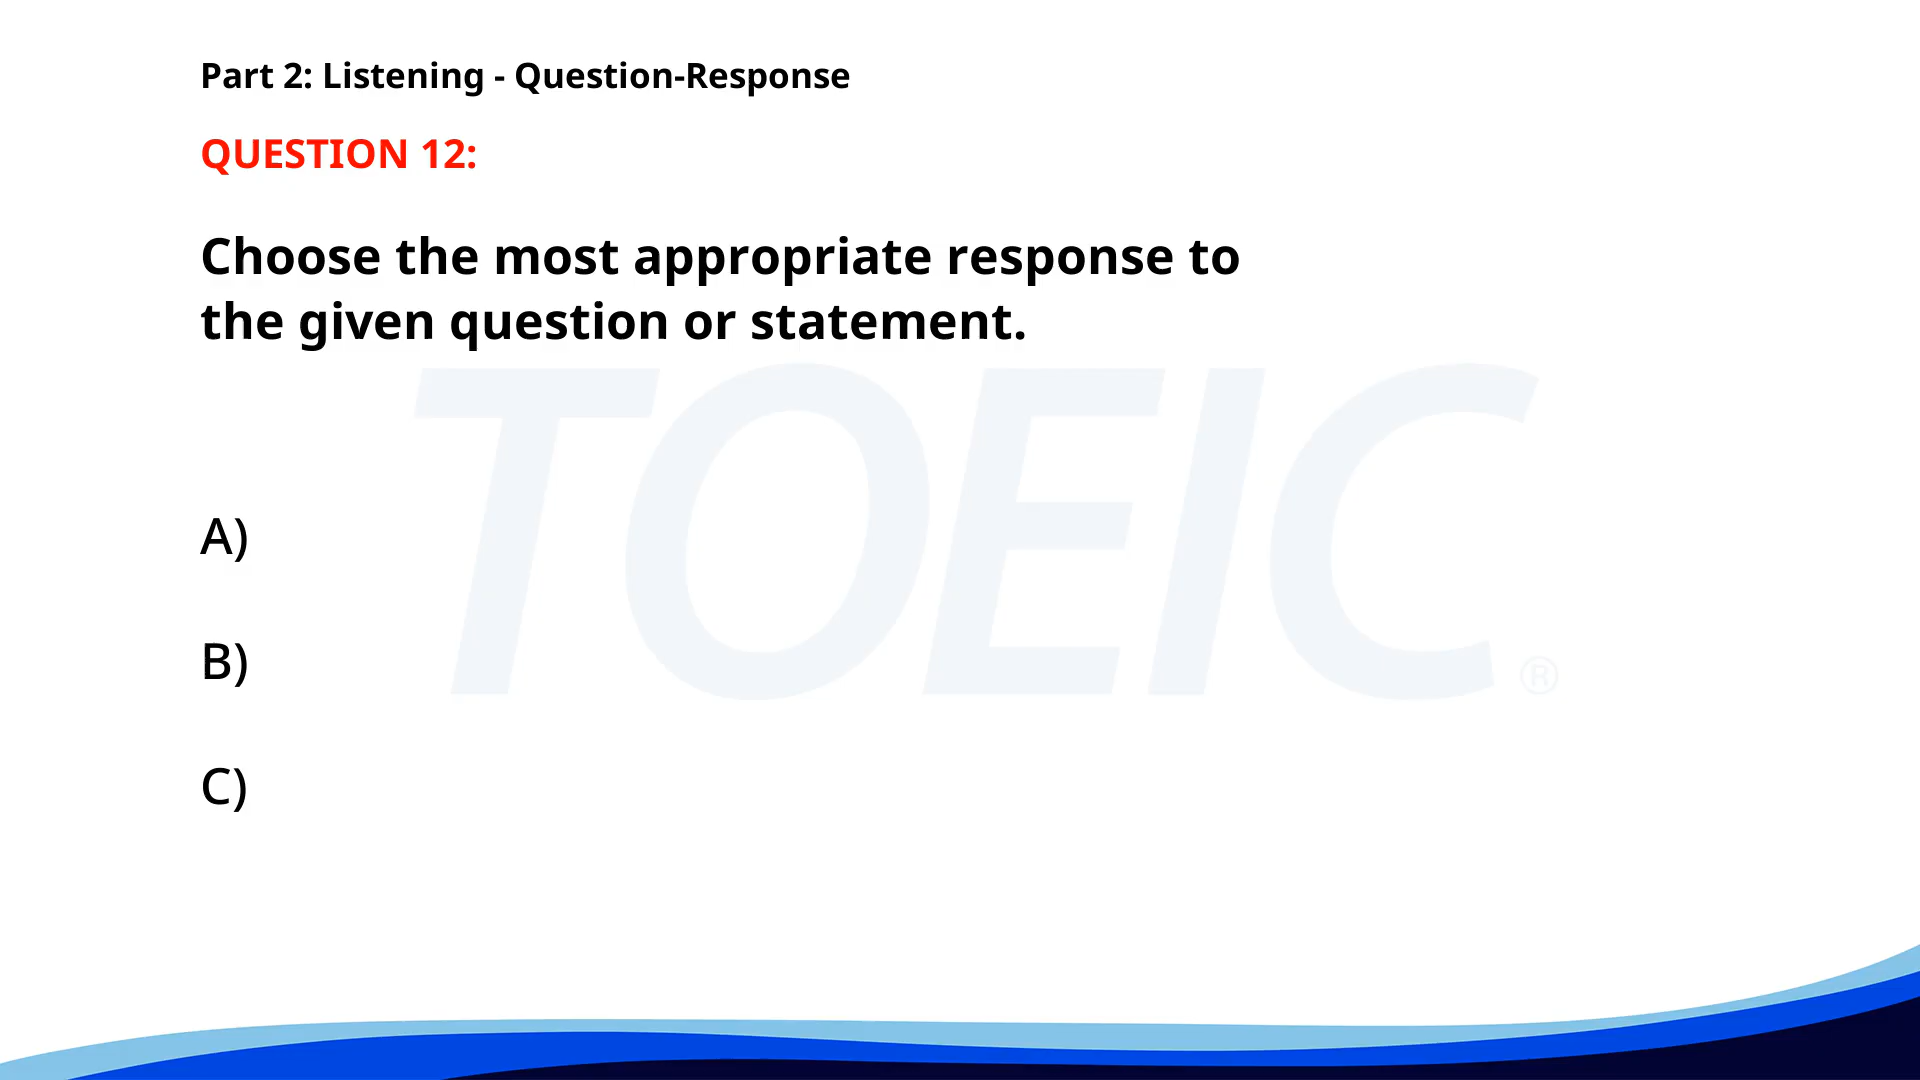 Part 2: Listening - Question-Response
QUESTION 12:
Choose the most appropriate response to
the given question or statement.
TOEIC®
A)
B)
C)